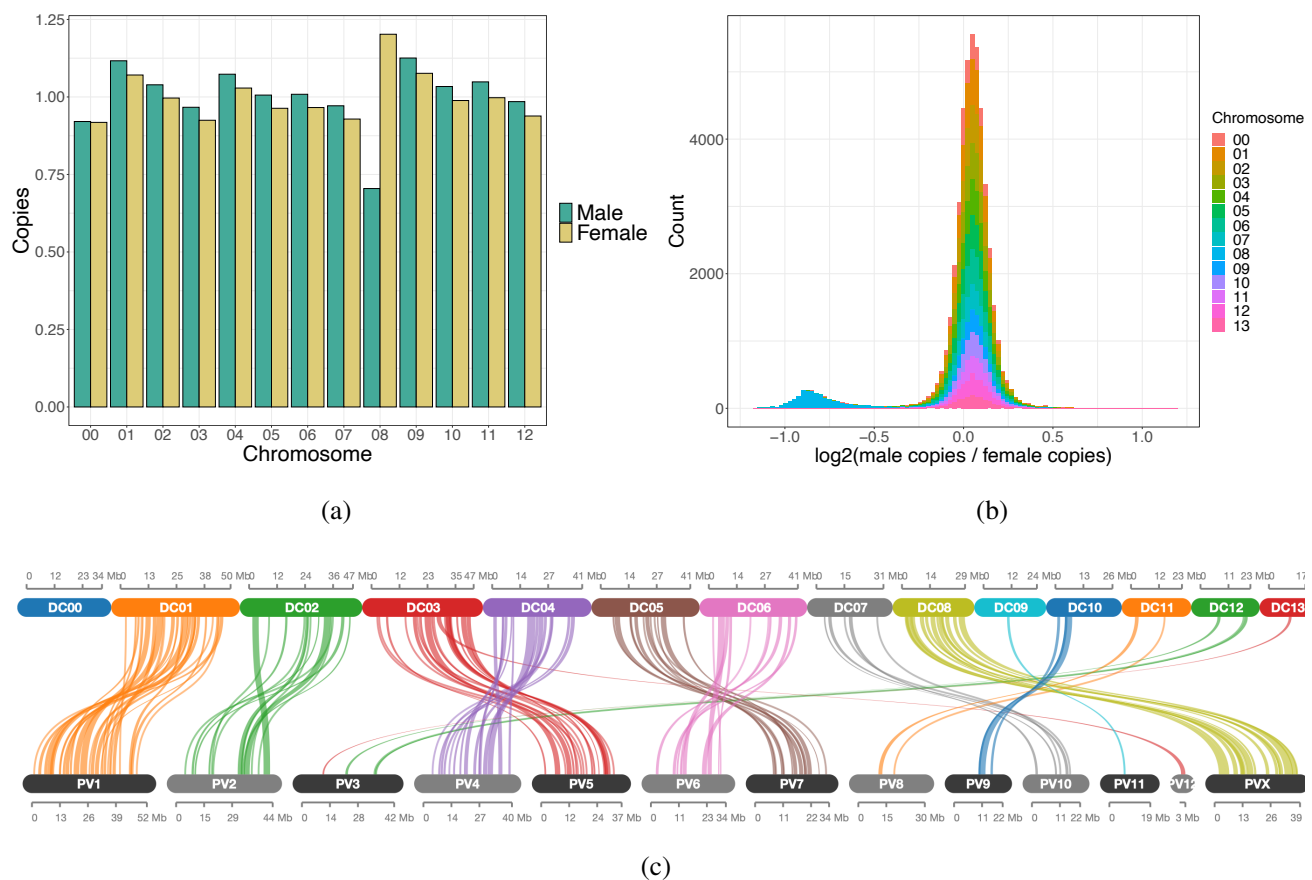 1.25
1.00
0.75
0.50
0.25
0.00
Copies
00 01 02 03 04 05 06 07 08 09 10 11 12
Chromosome
Male
Female
(a)
4000
2000
0
Count
−1.0 −0.5 0.0 0.5 1.0
log2(male copies / female copies)
Chromosome
00
01
02
03
04
05
06
07
08
09
10
11
12
13
(b)
0 12 23 34 Mb 0 13 25 38 50 Mb 0 12 24 36 47 Mb 0 12 23 35 47 Mb 0 14 27 41 Mb 0 14 27 41 Mb 0 14 27 41 Mb 0 15 31 Mb 0 14 29 Mb 0 12 24 Mb 0 13 26 Mb 0 12 23 Mb 0 11 23 Mb 0 17
DC00 DC01 DC02 DC03 DC04 DC05 DC06 DC07 DC08 DC09 DC10 DC11 DC12 DC13
PV1 PV2 PV3 PV4 PV5 PV6 PV7 PV8 PV9 PV10 PV11 PV12 PVX
0 13 26 39 52 Mb 0 15 29 44 Mb 0 14 28 42 Mb 0 14 27 40 Mb 0 12 24 37 Mb 0 11 23 34 Mb 0 11 22 34 Mb 0 15 30 Mb 0 11 22 Mb 0 11 22 Mb 0 19 Mb 3 Mb 0 13 26 39
(c)